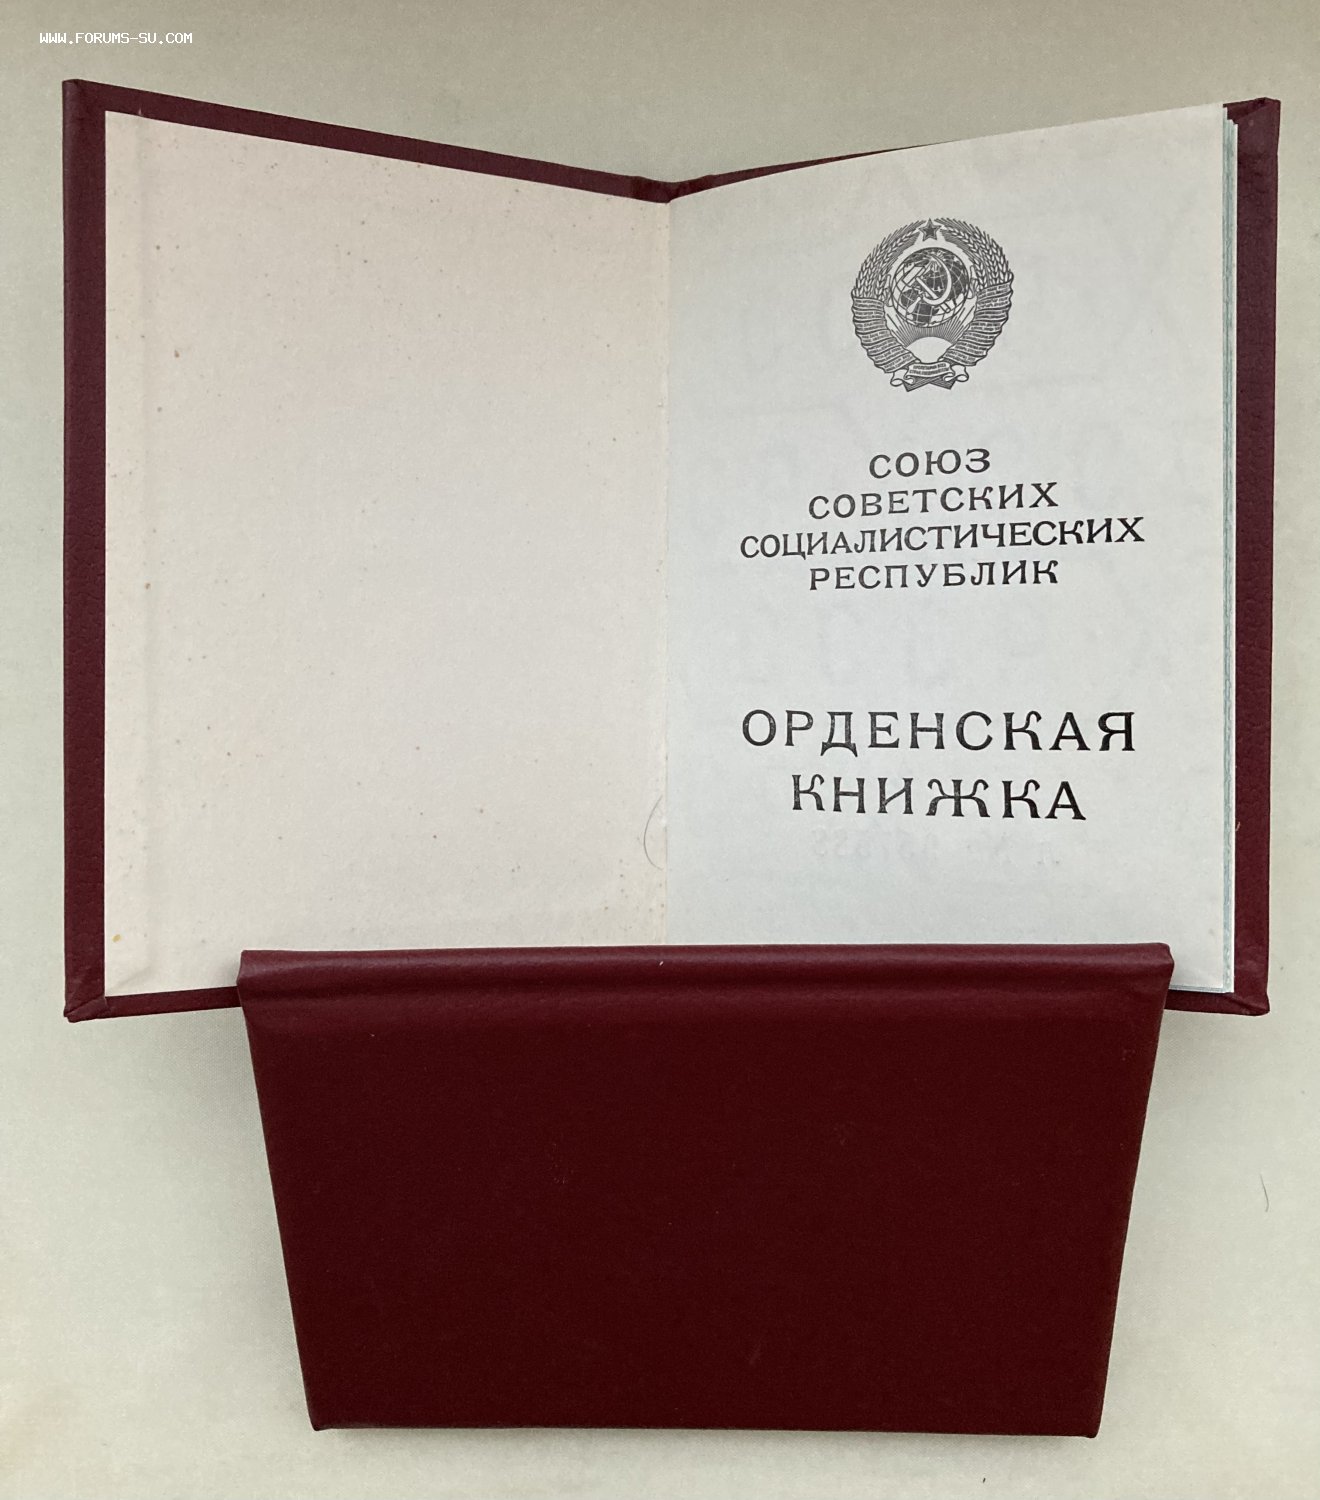 WWW.FORUMS-SU.COM
СОЮЗ
СОВЕТСКИХ
СОЦИАЛИСТИЧЕСКИХ
РЕСПУБЛИК
ОРДЕНСКАЯ
КНИЖКА